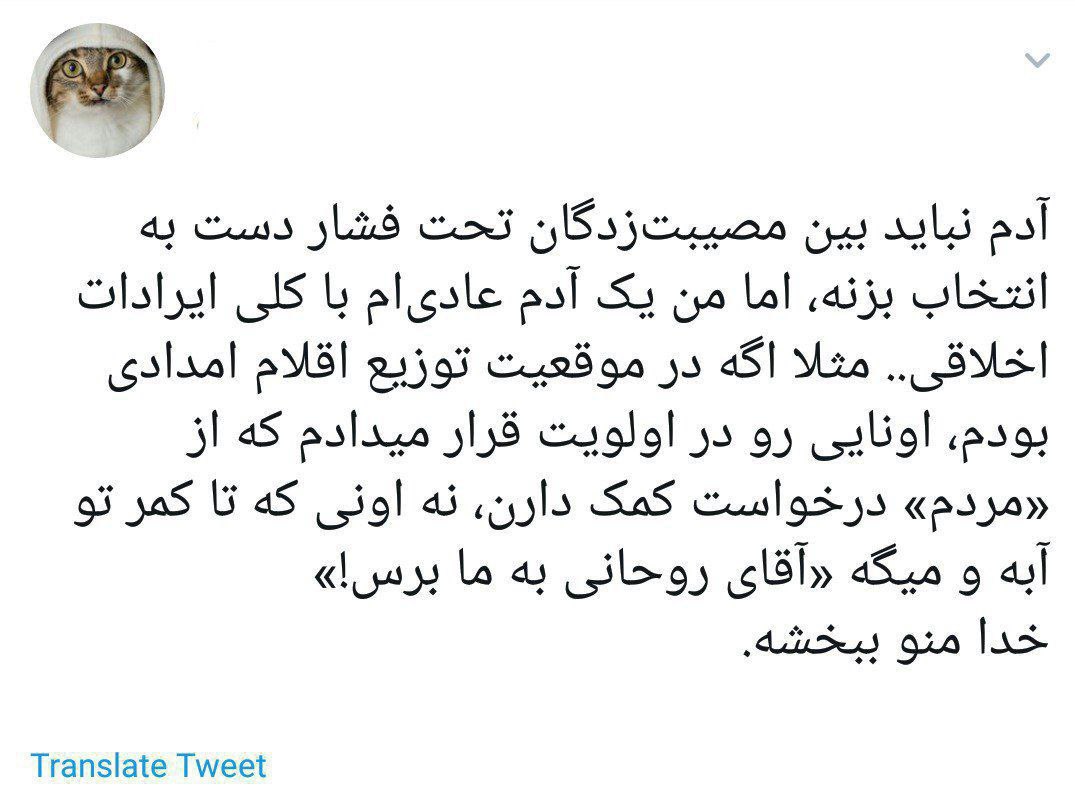 آدم نباید بین مصیبت‌زدگان تحت فشار دست به
انتخاب بزنه، اما من یک آدم عادی‌ام با کلی ایرادات
اخلاقی.. مثلا اگه در موقعیت توزیع اقلام امدادی
بودم، اونایی رو در اولویت قرار میدادم که از
«مردم» درخواست کمک دارن، نه اونی که تا کمر تو
آبه و میگه «آقای روحانی به ما برس!»
خدا منو ببخشه.
Translate Tweet